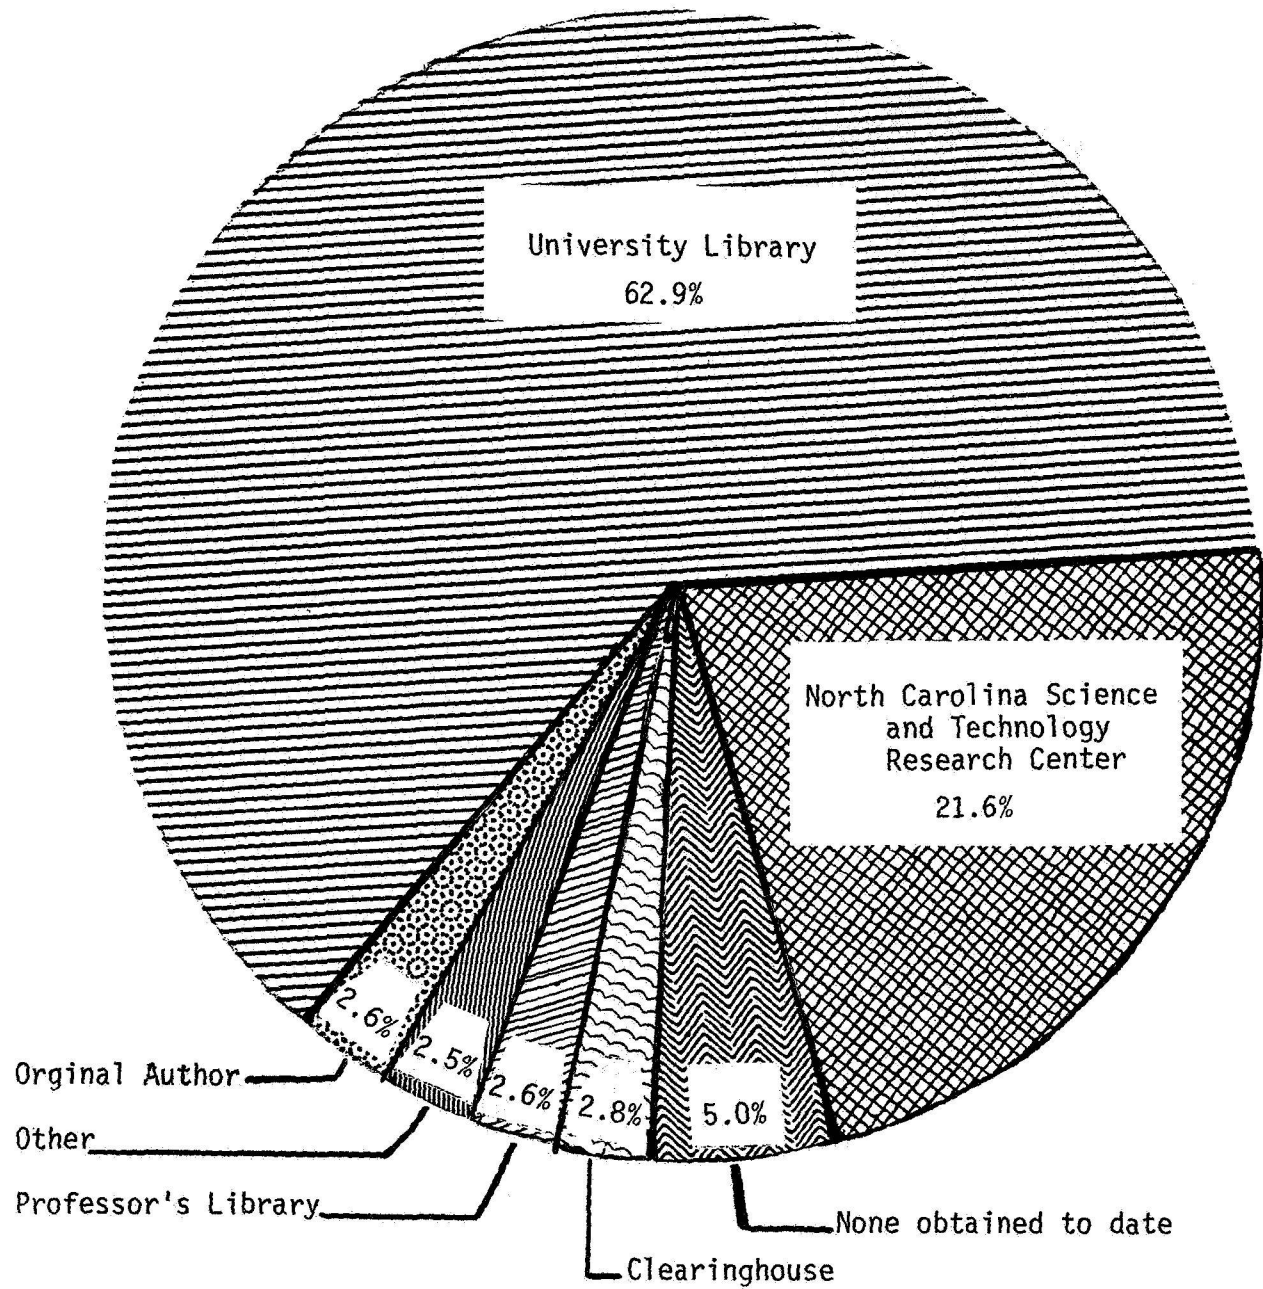 University Library
62.9%
North Carolina Science
and Technology
Research Center
21.6%
2.6%
2.5%
2.6%
2.8%
5.0%
Orginal Author
Other
Professor's Library
None obtained to date
Clearinghouse